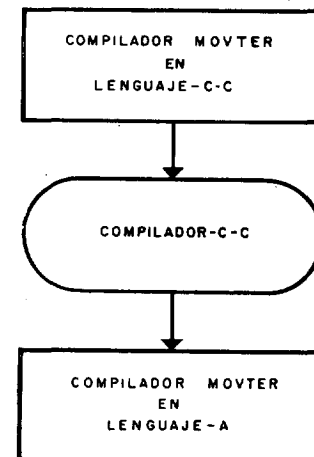 COMPILADOR MOVTER
EN
LENGUAJE-C-C
COMPILADOR-C-C
COMPILADOR MOVTER
EN
LENGUAJE-A